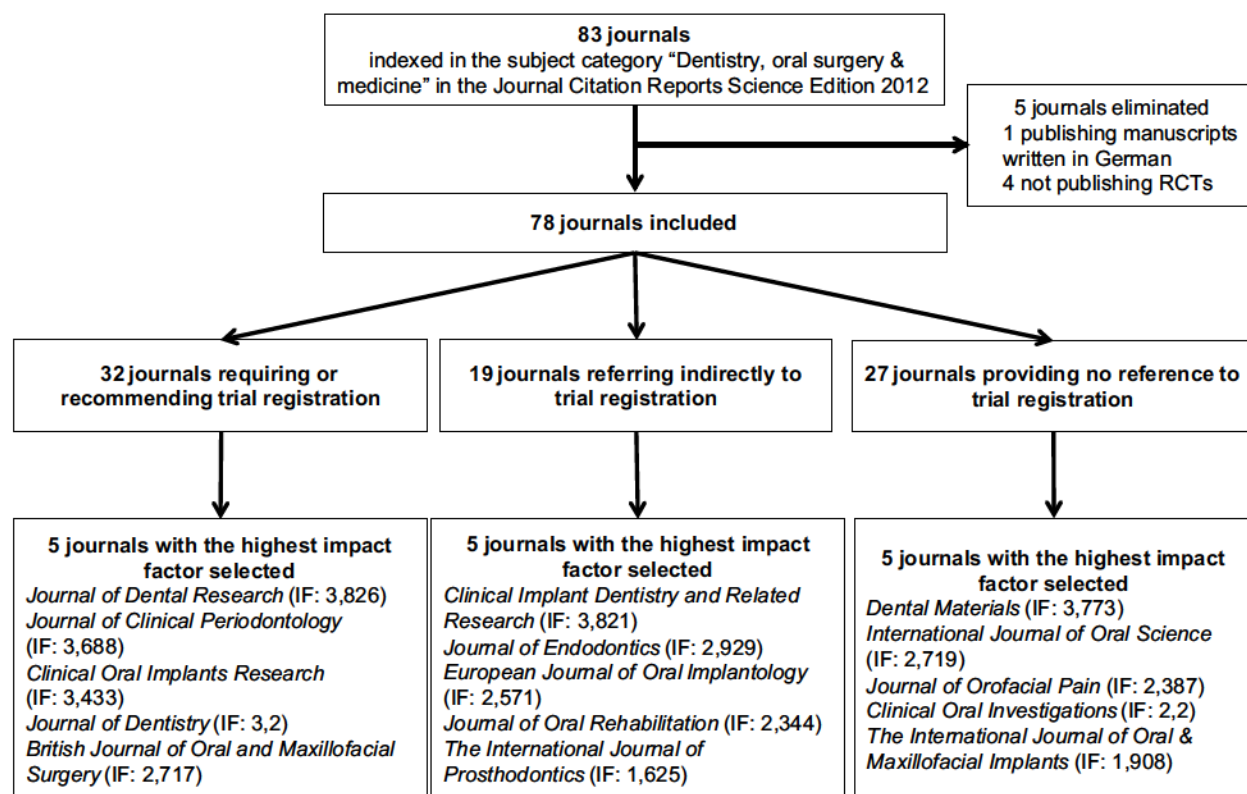 83 journals
indexed in the subject category “Dentistry, oral surgery &
medicine” in the Journal Citation Reports Science Edition 2012
5 journals eliminated
1 publishing manuscripts
written in German
4 not publishing RCTs
78 journals included
32 journals requiring or
recommending trial registration
19 journals referring indirectly to
trial registration
27 journals providing no reference to
trial registration
5 journals with the highest impact
factor selected
Journal of Dental Research (IF: 3,826)
Journal of Clinical Periodontology
(IF: 3,688)
Clinical Oral Implants Research
(IF: 3,433)
Journal of Dentistry (IF: 3,2)
British Journal of Oral and Maxillofacial
Surgery (IF: 2,717)
5 journals with the highest impact
factor selected
Clinical Implant Dentistry and Related
Research (IF: 3,821)
Journal of Endodontics (IF: 2,929)
European Journal of Oral Implantology
(IF: 2,571)
Journal of Oral Rehabilitation (IF: 2,344)
The International Journal of
Prosthodontics (IF: 1,625)
5 journals with the highest impact
factor selected
Dental Materials (IF: 3,773)
International Journal of Oral Science
(IF: 2,719)
Journal of Orofacial Pain (IF: 2,387)
Clinical Oral Investigations (IF: 2,2)
The International Journal of Oral &
Maxillofacial Implants (IF: 1,908)